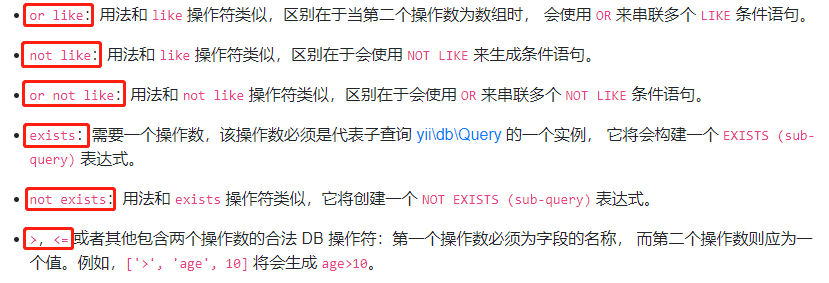 • or like: 用法和 like 操作符类似，区别在于当第二个操作数为数组时， 会使用 OR 来串联多个 LIKE 条件语句。
• not like: 用法和 like 操作符类似，区别在于会使用 NOT LIKE 来生成条件语句。
• or not like: 用法和 not like 操作符类似，区别在于会使用 OR 来串联多个 NOT LIKE 条件语句。
• exists: 需要一个操作数，该操作数必须是代表子查询 yii\db\Query 的一个实例， 它将会构建一个 EXISTS (sub-
query) 表达式。
• not exists: 用法和 exists 操作符类似，它将创建一个 NOT EXISTS (sub-query) 表达式。
• >, <= 或者其他包含两个操作数的合法 DB 操作符: 第一个操作数必须为字段的名称， 而第二个操作数则应为一
个值。例如，['>', 'age', 10] 将会生成 age>10。